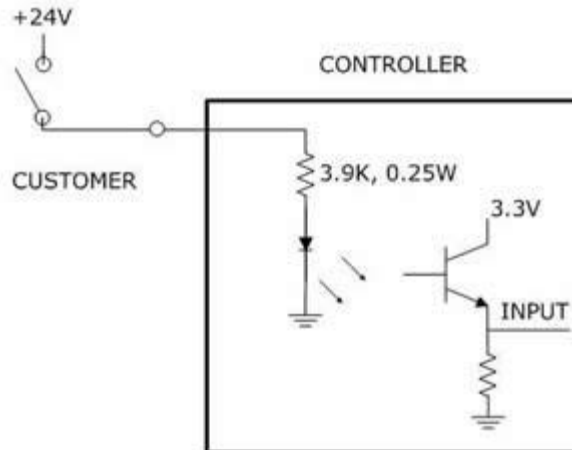 +24V
CONTROLLER
CUSTOMER
3.9K, 0.25W
3.3V
INPUT